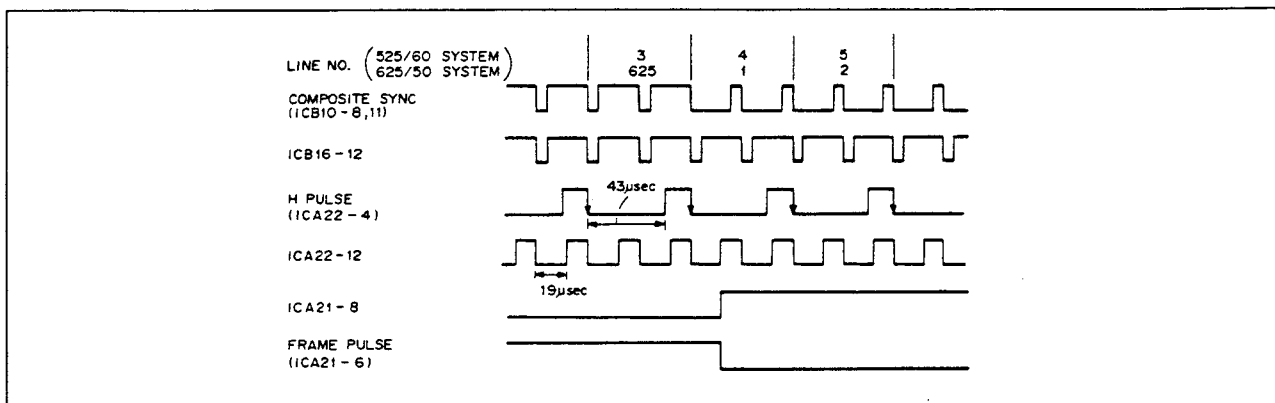 LINE NO. (525/60 SYSTEM 3 4 5
625/50 SYSTEM) 625 1 2
COMPOSITE SYNC
(ICB10-8,11)
ICB16-12
43μsec
H PULSE
(ICA22-4)
ICA22-12
19μsec
ICA21-8
FRAME PULSE
(ICA21-6)